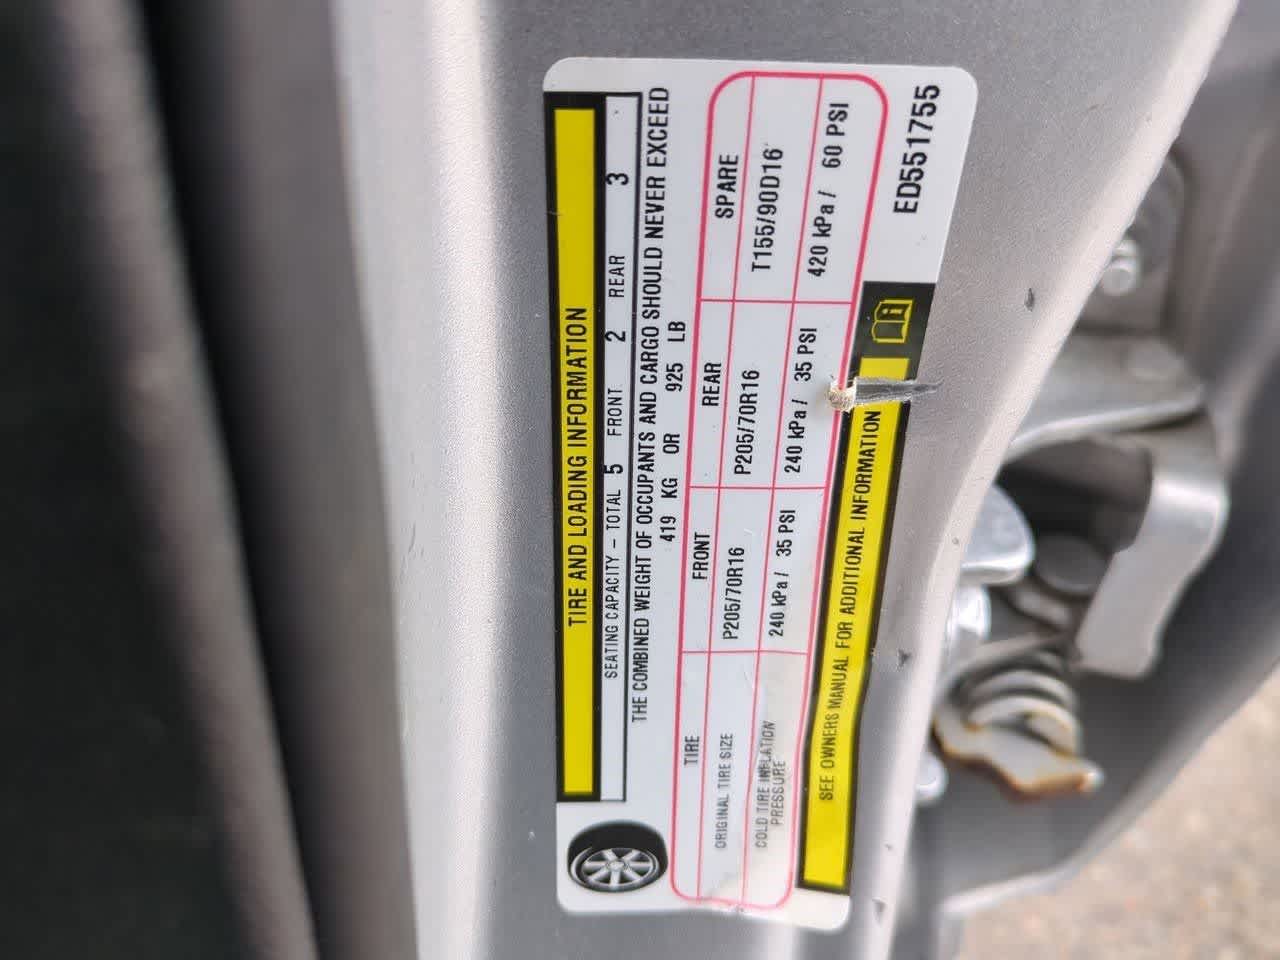 TIRE AND LOADING INFORMATION
SEATING CAPACITY - TOTAL 5 FRONT 2 REAR 3
THE COMBINED WEIGHT OF OCCUPANTS AND CARGO SHOULD NEVER EXCEED
419 KG OR 925 LB
TIRE FRONT REAR SPARE
ORIGINAL TIRE SIZE P205/70R16 P205/70R16 T155/90D16
COLD TIRE INFLATION PRESSURE 240 kPa / 35 PSI 240 kPa / 35 PSI 420 kPa / 60 PSI
SEE OWNERS MANUAL FOR ADDITIONAL INFORMATION
ED551755